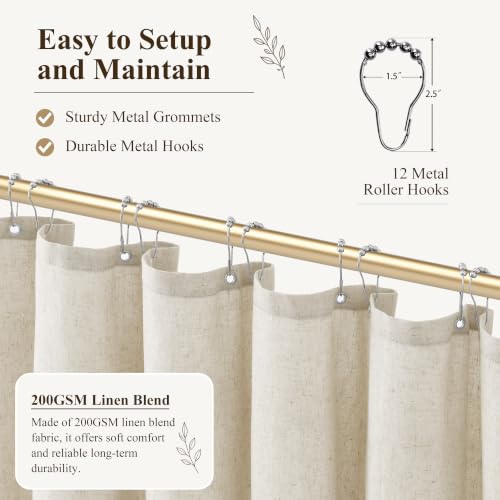 Easy to Setup
and Maintain
Sturdy Metal Grommets
Durable Metal Hooks
1.5"
2.5"
12 Metal
Roller Hooks
200GSM Linen Blend
Made of 200GSM linen blend
fabric, it offers soft comfort
and reliable long-term
durability.